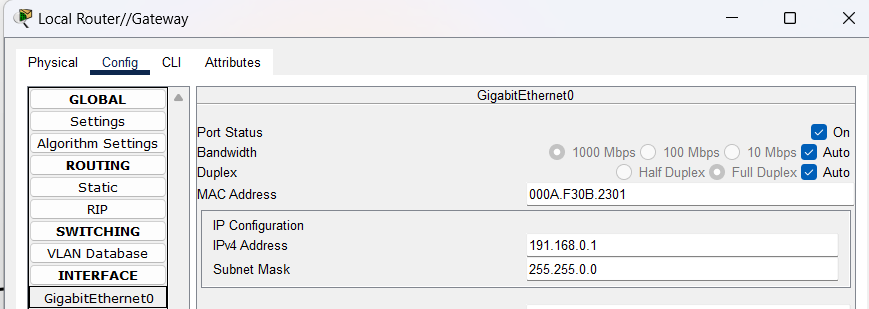 Local Router//Gateway
Physical Config CLI Attributes
GLOBAL
Settings
Algorithm Settings
ROUTING
Static
RIP
SWITCHING
VLAN Database
INTERFACE
GigabitEthernet0
GigabitEthernet0
Port Status On
Bandwidth 1000 Mbps 100 Mbps 10 Mbps Auto
Duplex Half Duplex Full Duplex Auto
MAC Address 000A.F30B.2301
IP Configuration
IPv4 Address 191.168.0.1
Subnet Mask 255.255.0.0